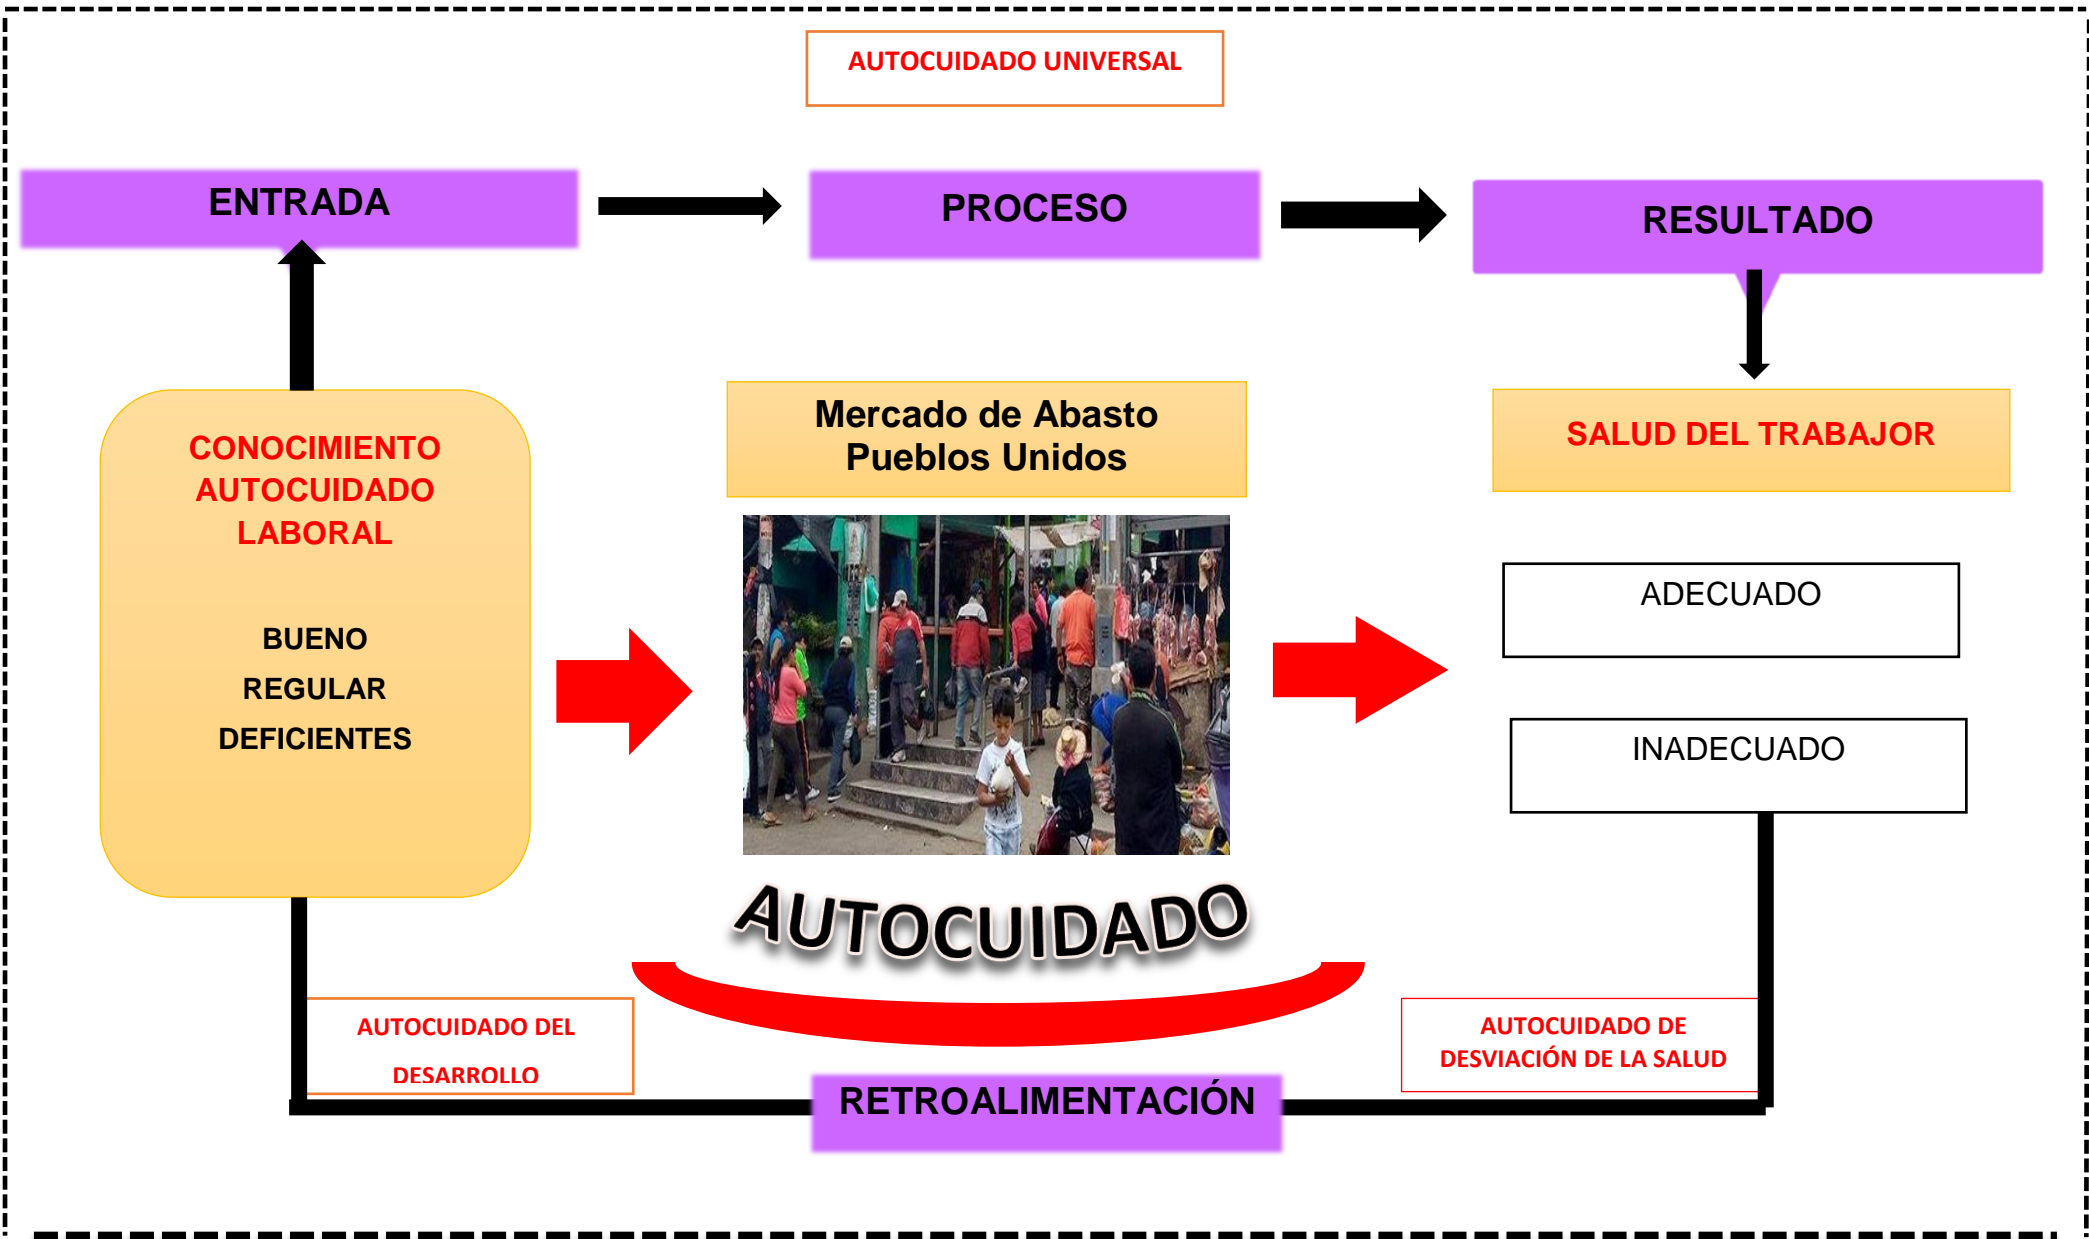 AUTOCUIDADO UNIVERSAL
ENTRADA
PROCESO
RESULTADO
CONOCIMIENTO
AUTOCUIDADO
LABORAL
BUENO
REGULAR
DEFICIENTES
Mercado de Abasto
Pueblos Unidos
SALUD DEL TRABAJOR
ADECUADO
INADECUADO
AUTOCUIDADO
AUTOCUIDADO DEL
DESARROLLO
AUTOCUIDADO DE
DESVIACIÓN DE LA SALUD
RETROALIMENTACIÓN